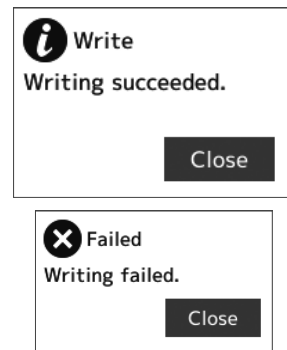 Write
Writing succeeded.
Close
Failed
Writing failed.
Close